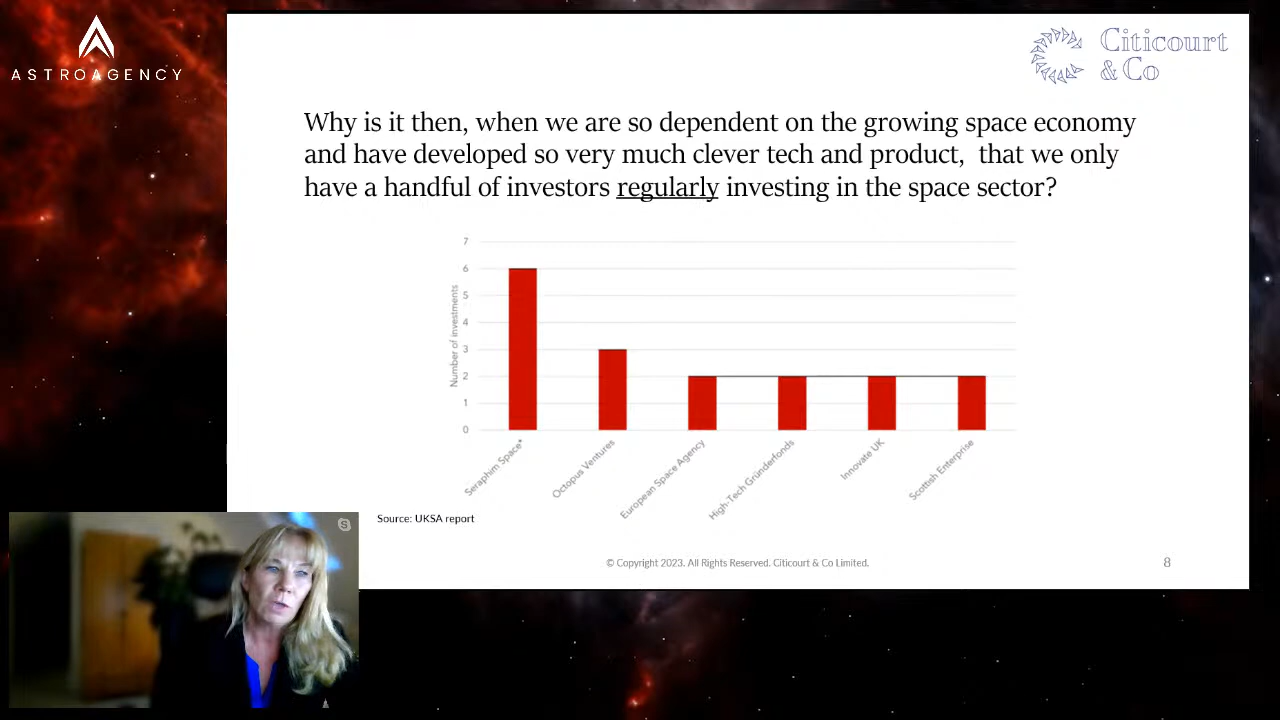 ASTROAGENCY
Citicourt
& Co
Why is it then, when we are so dependent on the growing space economy
and have developed so very much clever tech and product,  that we only
have a handful of investors regularly investing in the space sector?
Number of investments
7
6
5
4
3
2
1
0
Seraphim Space*
Octopus Ventures
European Space Agency
High-Tech Gründerfonds
Innovate UK
Scottish Enterprise
Source: UKSA report
© Copyright 2023. All Rights Reserved. Citicourt & Co Limited.
8